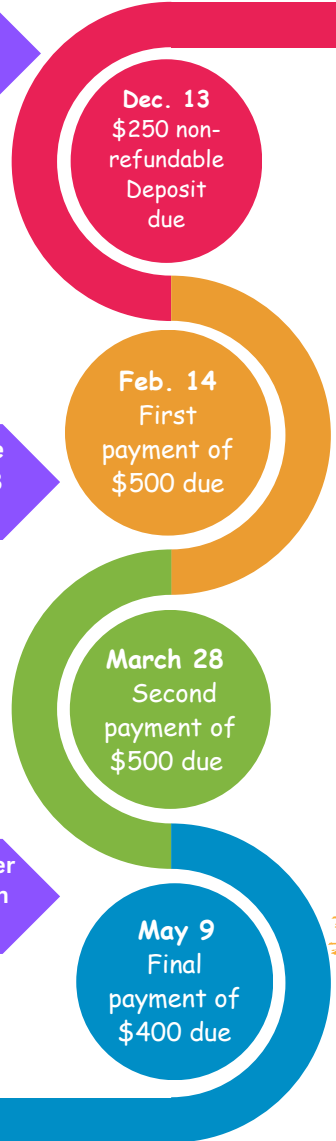 Dec. 13
$250 non-
refundable
Deposit
due
Feb. 14
First
payment of
$500 due
March 28
Second
payment of
$500 due
May 9
Final
payment of
$400 due